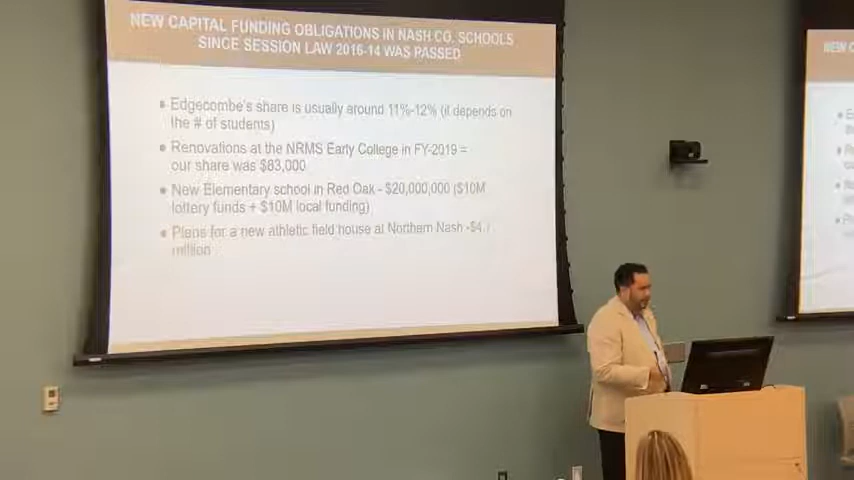 NEW CAPITAL FUNDING OBLIGATIONS IN NASH CO. SCHOOLS
SINCE SESSION LAW 2016-14 WAS PASSED
Edgecombe's share is usually around 11%-12% (it depends on
the # of students)
Renovations at the NRMS Early College in FY-2019 =
our share was $83,000
New Elementary school in Red Oak - $20,000,000 ($10M
lottery funds + $10M local funding)
Plans for a new athletic field house at Northern Nash -$4.7
million
NEW C